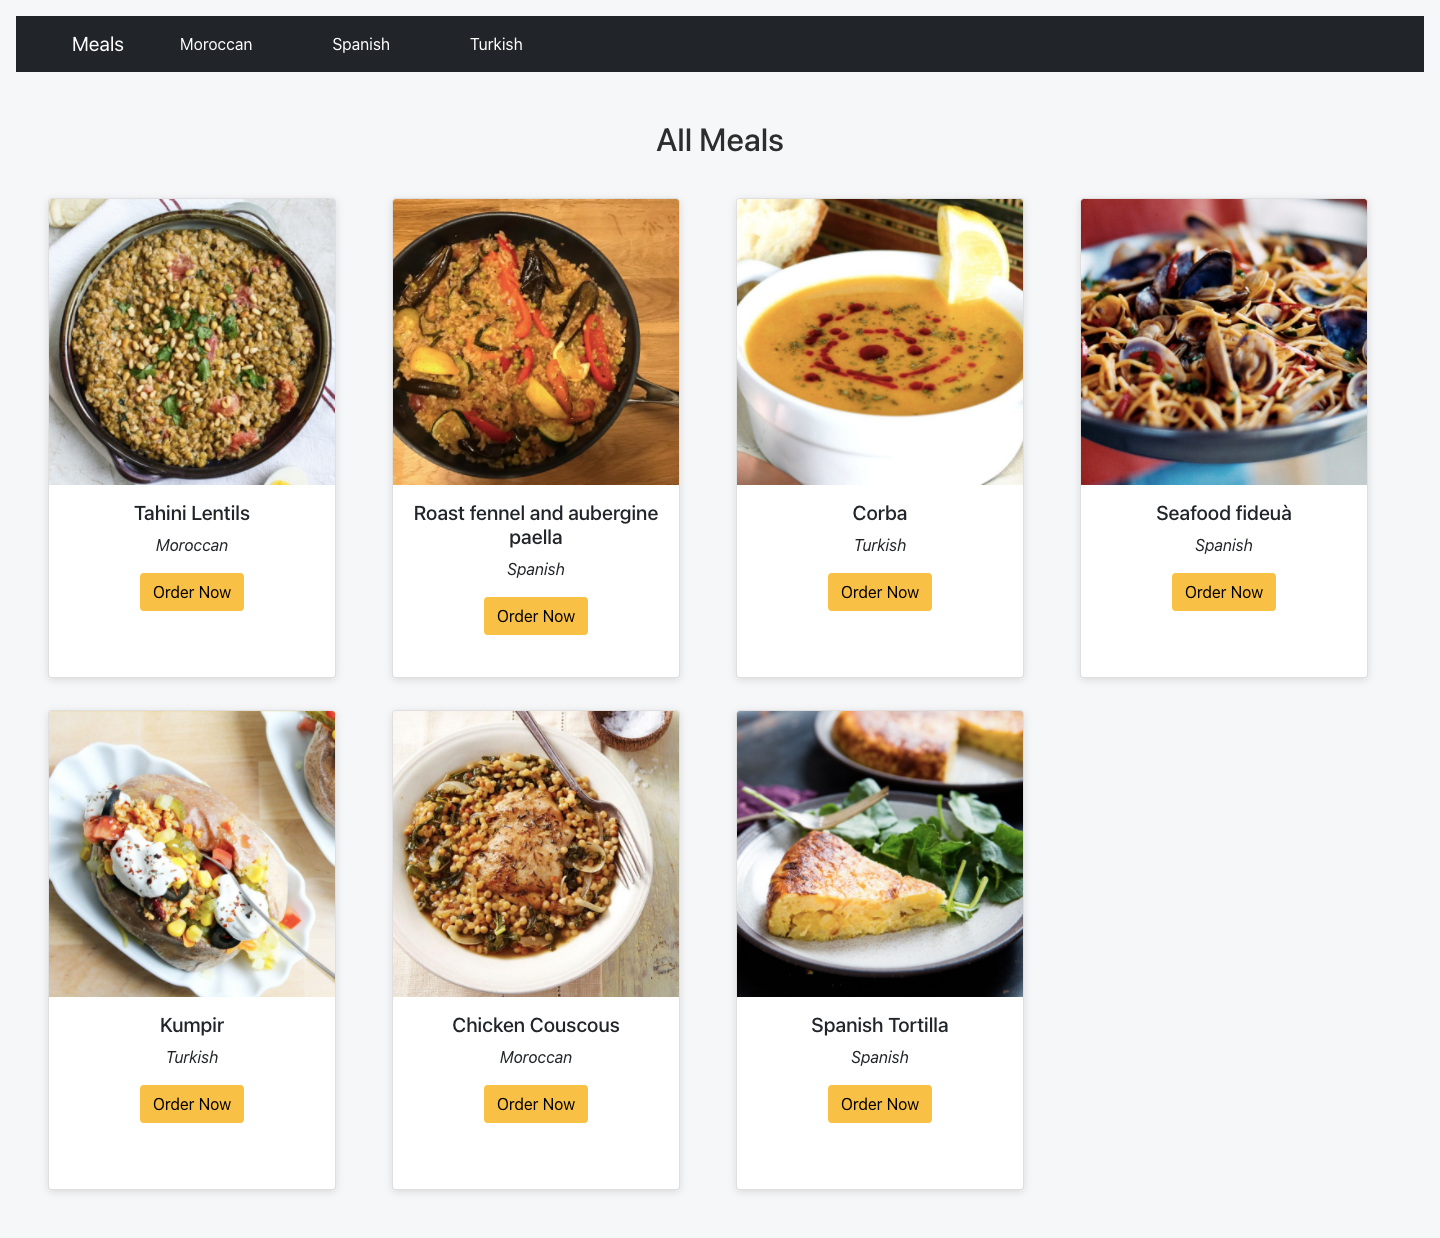 Meals Moroccan Spanish Turkish
All Meals
Tahini Lentils
Moroccan
Order Now
Roast fennel and aubergine
paella
Spanish
Order Now
Corba
Turkish
Order Now
Seafood fideuà
Spanish
Order Now
Kumpir
Turkish
Order Now
Chicken Couscous
Moroccan
Order Now
Spanish Tortilla
Spanish
Order Now